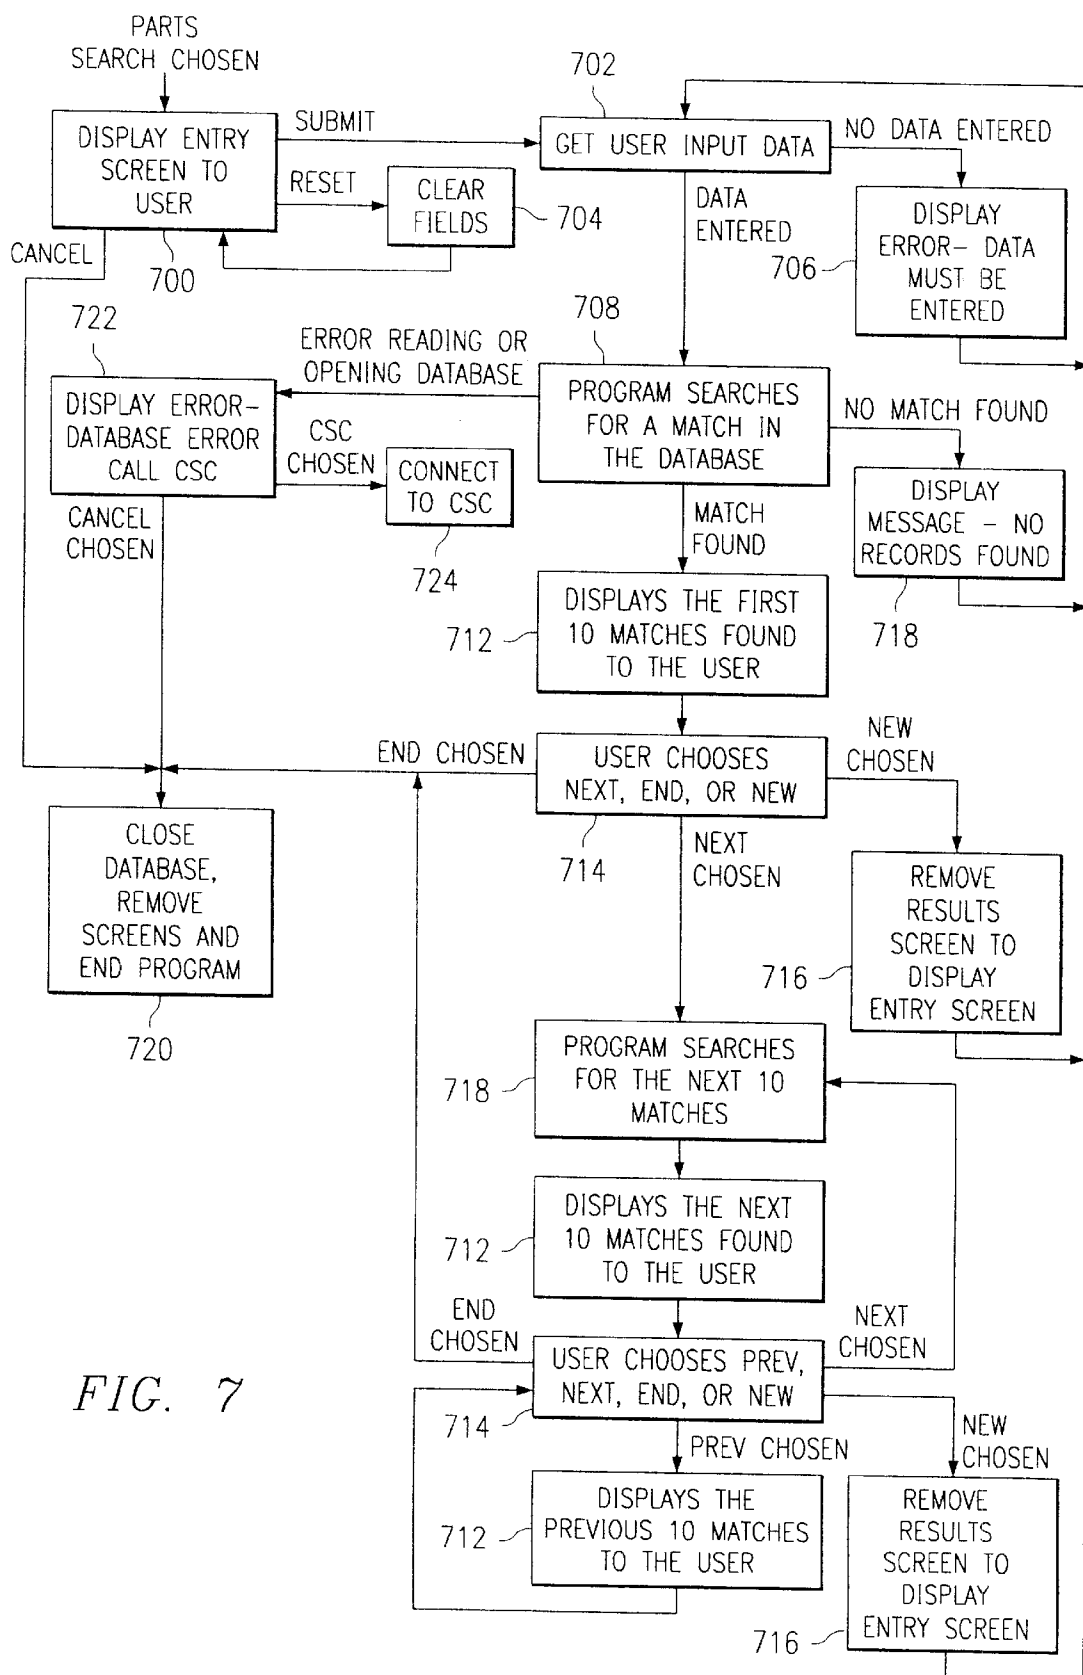 PARTS
SEARCH CHOSEN
702
DISPLAY ENTRY
SCREEN TO
USER
SUBMIT
GET USER INPUT DATA
NO DATA ENTERED
RESET
CLEAR
FIELDS
704
DATA
ENTERED
DISPLAY
ERROR- DATA
MUST BE
ENTERED
706
CANCEL
700
722
708
ERROR READING OR
OPENING DATABASE
DISPLAY ERROR-
DATABASE ERROR
CALL CSC
PROGRAM SEARCHES
FOR A MATCH IN
THE DATABASE
NO MATCH FOUND
CSC
CHOSEN
CONNECT
TO CSC
724
DISPLAY
MESSAGE - NO
RECORDS FOUND
718
CANCEL
CHOSEN
MATCH
FOUND
712
DISPLAYS THE FIRST
10 MATCHES FOUND
TO THE USER
END CHOSEN
USER CHOOSES
NEXT, END, OR NEW
714
NEW
CHOSEN
NEXT
CHOSEN
CLOSE
DATABASE,
REMOVE
SCREENS AND
END PROGRAM
720
REMOVE
RESULTS
SCREEN TO
DISPLAY
ENTRY SCREEN
716
718
PROGRAM SEARCHES
FOR THE NEXT 10
MATCHES
712
DISPLAYS THE NEXT
10 MATCHES FOUND
TO THE USER
END
CHOSEN
NEXT
CHOSEN
USER CHOOSES PREV,
NEXT, END, OR NEW
714
FIG. 7
PREV CHOSEN
NEW
CHOSEN
712
DISPLAYS THE
PREVIOUS 10 MATCHES
TO THE USER
REMOVE
RESULTS
SCREEN TO
DISPLAY
ENTRY SCREEN
716